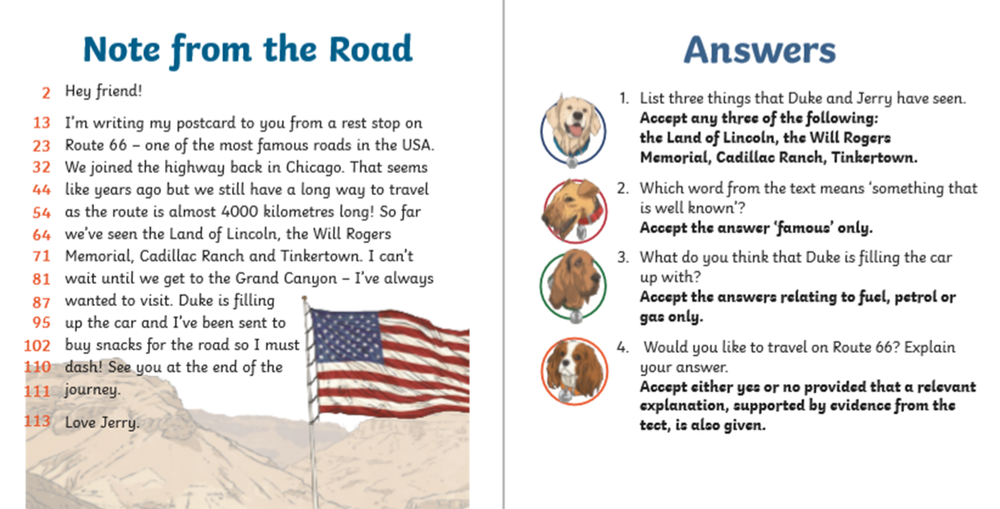 Note from the Road
2 Hey friend!
13 I'm writing my postcard to you from a rest stop on
23 Route 66 – one of the most famous roads in the USA.
32 We joined the highway back in Chicago. That seems
44 like years ago but we still have a long way to travel
54 as the route is almost 4000 kilometres long! So far
64 we've seen the Land of Lincoln, the Will Rogers
71 Memorial, Cadillac Ranch and Tinkertown. I can't
81 wait until we get to the Grand Canyon – I've always
87 wanted to visit. Duke is filling
95 up the car and I've been sent to
102 buy snacks for the road so I must
110 dash! See you at the end of the
111 journey.
113 Love Jerry.
Answers
1. List three things that Duke and Jerry have seen.
Accept any three of the following:
the Land of Lincoln, the Will Rogers
Memorial, Cadillac Ranch, Tinkertown.
2. Which word from the text means 'something that
is well known'?
Accept the answer 'famous' only.
3. What do you think that Duke is filling the car
up with?
Accept the answers relating to fuel, petrol or
gas only.
4. Would you like to travel on Route 66? Explain
your answer.
Accept either yes or no provided that a relevant
explanation, supported by evidence from the
tect, is also given.